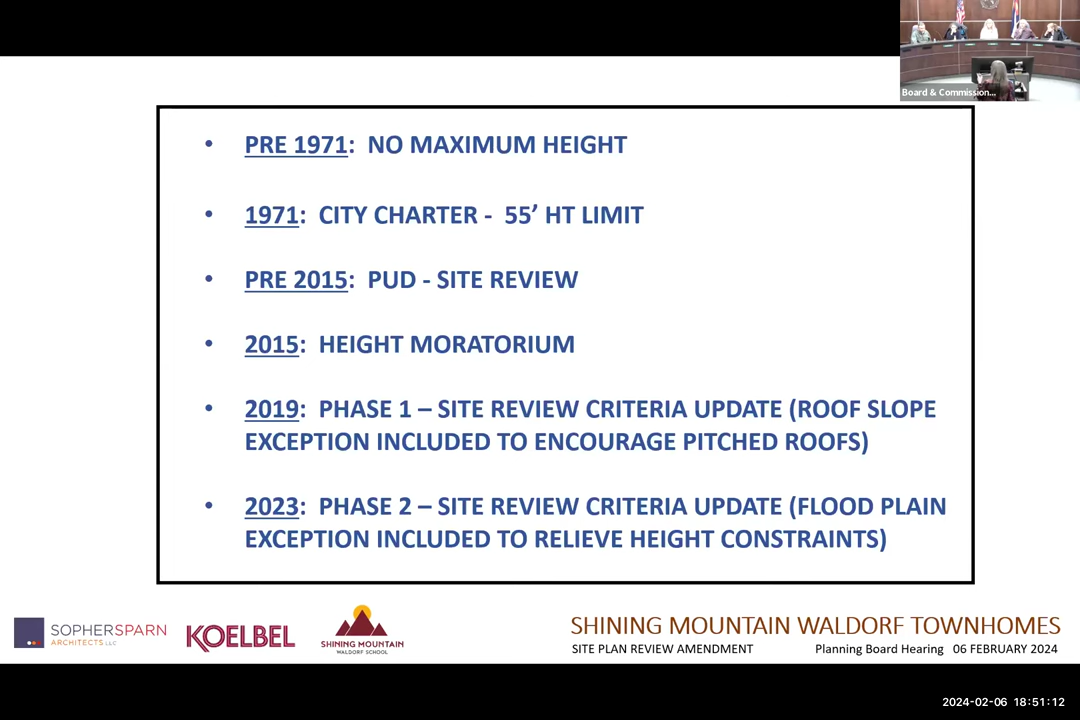 Board & Commission...
• PRE 1971: NO MAXIMUM HEIGHT
• 1971: CITY CHARTER - 55’ HT LIMIT
• PRE 2015: PUD - SITE REVIEW
• 2015: HEIGHT MORATORIUM
• 2019: PHASE 1 – SITE REVIEW CRITERIA UPDATE (ROOF SLOPE
EXCEPTION INCLUDED TO ENCOURAGE PITCHED ROOFS)
• 2023: PHASE 2 – SITE REVIEW CRITERIA UPDATE (FLOOD PLAIN
EXCEPTION INCLUDED TO RELIEVE HEIGHT CONSTRAINTS)
SOPHERSPARN
ARCHITECTS LLC
KOELBEL
SHINING MOUNTAIN
WALDORF SCHOOL
SHINING MOUNTAIN WALDORF TOWNHOMES
SITE PLAN REVIEW AMENDMENT Planning Board Hearing 06 FEBRUARY 2024
2024-02-06 18:51:12